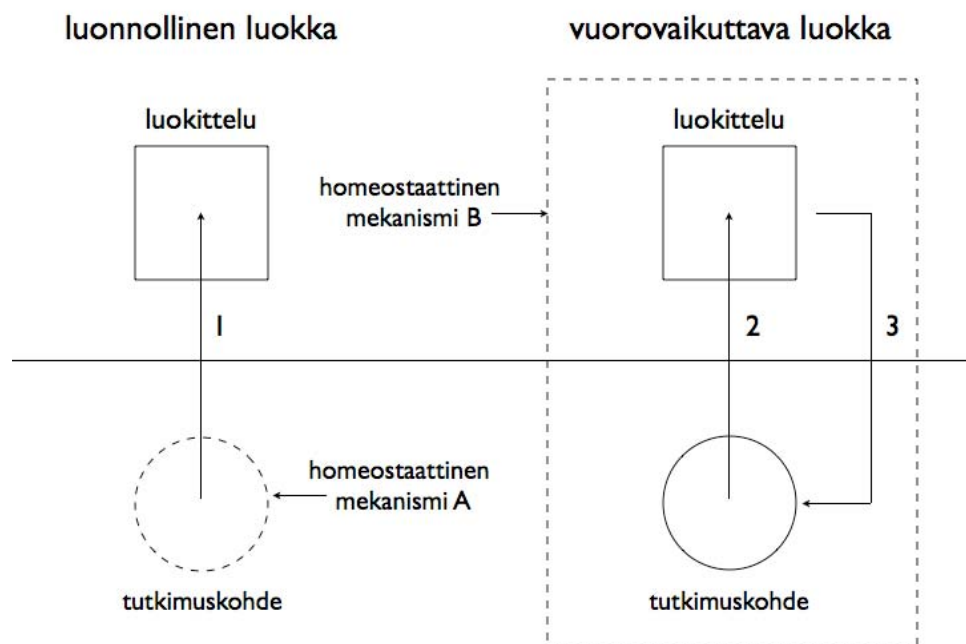 luonnollinen luokka
vuorovaikuttava luokka
luokittelu
luokittelu
homeostaattinen
mekanismi B
1
2
3
homeostaattinen
mekanismi A
tutkimuskohde
tutkimuskohde